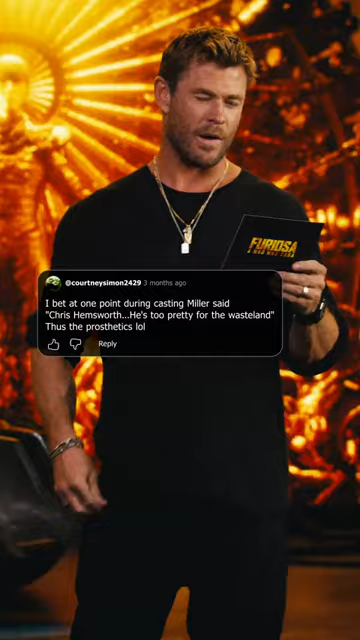 FURIOSA
A MAD MAX SAGA
@courtneysimon2429 3 months ago
I bet at one point during casting Miller said
"Chris Hemsworth...He's too pretty for the wasteland"
Thus the prosthetics lol
Reply